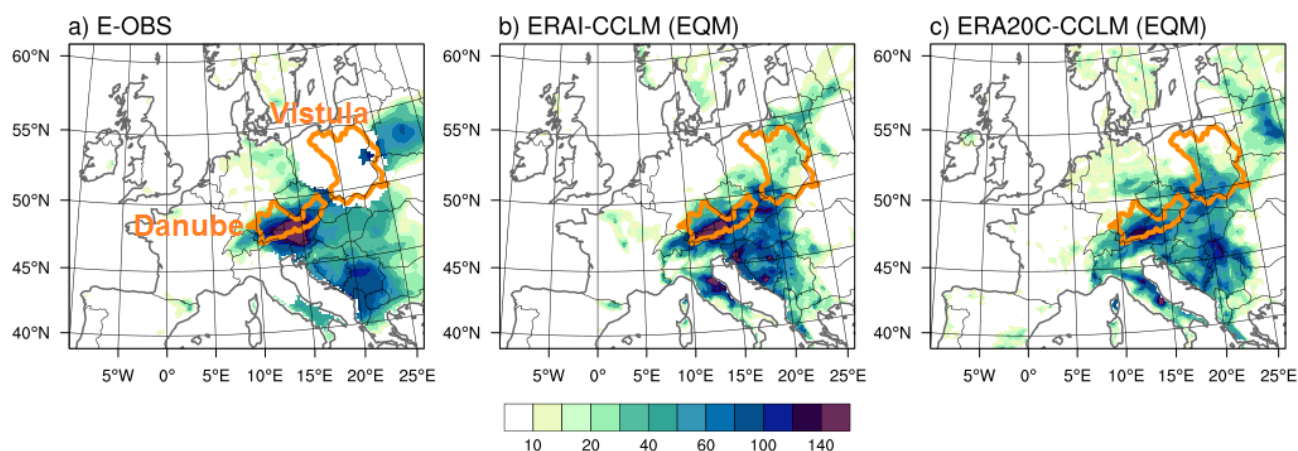 a) E-OBS
b) ERAI-CCLM (EQM)
c) ERA20C-CCLM (EQM)
60°N
55°N
50°N
45°N
40°N
Vistula
Danube
5°W 0° 5°E 10°E 15°E 20°E 25°E
60°N
55°N
50°N
45°N
40°N
5°W 0° 5°E 10°E 15°E 20°E 25°E
60°N
55°N
50°N
45°N
40°N
5°W 0° 5°E 10°E 15°E 20°E 25°E
10 20 40 60 100 140